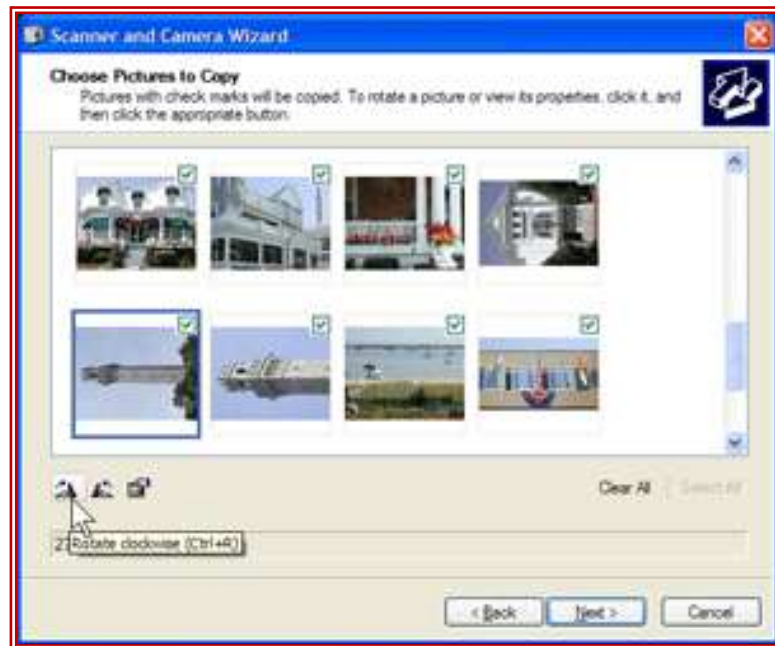 Scanner and Camera Wizard
Choose Pictures to Copy
Pictures with check marks will be copied. To rotate a picture or view its properties, click it, and
then click the appropriate button.
Clear All
Select All
Rotate clockwise (Ctrl+R)
< Back
Next >
Cancel